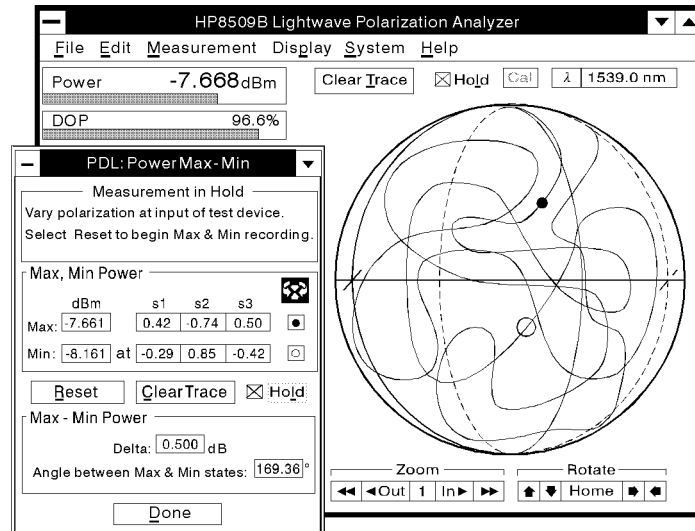 HP8509B Lightwave Polarization Analyzer
File Edit Measurement Display System Help
Power -7.668dBm
Clear Trace Hold Cal λ 1539.0 nm
DOP 96.6%
PDL: Power Max-Min
Measurement in Hold
Vary polarization at input of test device.
Select Reset to begin Max & Min recording.
Max, Min Power
dBm s1 s2 s3
Max: -7.661 0.42 -0.74 0.50
Min: -8.161 at -0.29 0.85 -0.42
Reset Clear Trace Hold
Max - Min Power
Delta: 0.500 dB
Angle between Max & Min states: 169.36°
Done
Zoom
Out 1 In
Rotate
Home